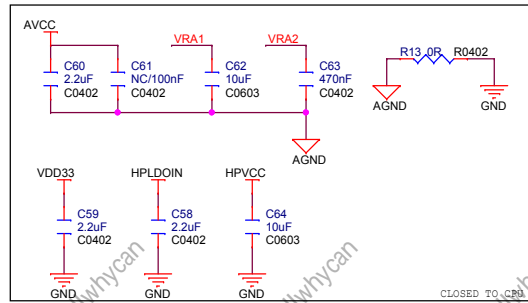 AVCC
VRA1
VRA2
C60
2.2uF
C0402
C61
NC/100nF
C0402
C62
10uF
C0603
C63
470nF
C0402
R13 0R R0402
AGND
GND
AGND
VDD33
HPLDOIN
HPVCC
C59
2.2uF
C0402
C58
2.2uF
C0402
C64
10uF
C0603
GND
GND
GND
whycan
whycan
CLOSED TO CPU